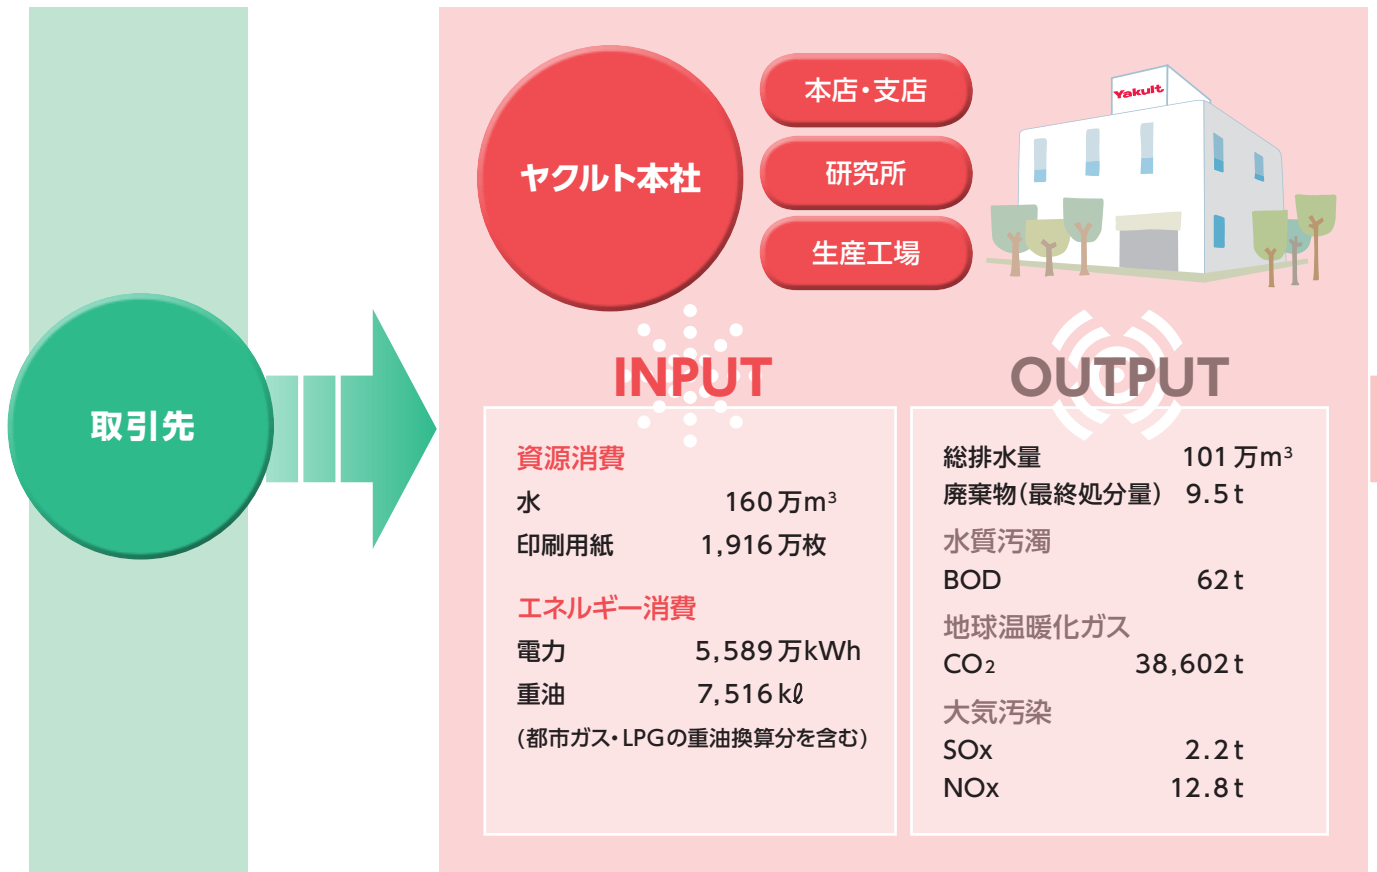 取引先
ヤクルト本社
本店・支店
研究所
生産工場
Yakult
INPUT
資源消費
水 160万m³
印刷用紙 1,916万枚
エネルギー消費
電力 5,589万kWh
重油 7,516kℓ
(都市ガス・LPGの重油換算分を含む)
OUTPUT
総排水量 101万m³
廃棄物(最終処分量) 9.5t
水質汚濁
BOD 62t
地球温暖化ガス
CO₂ 38,602t
大気汚染
SOx 2.2t
NOx 12.8t